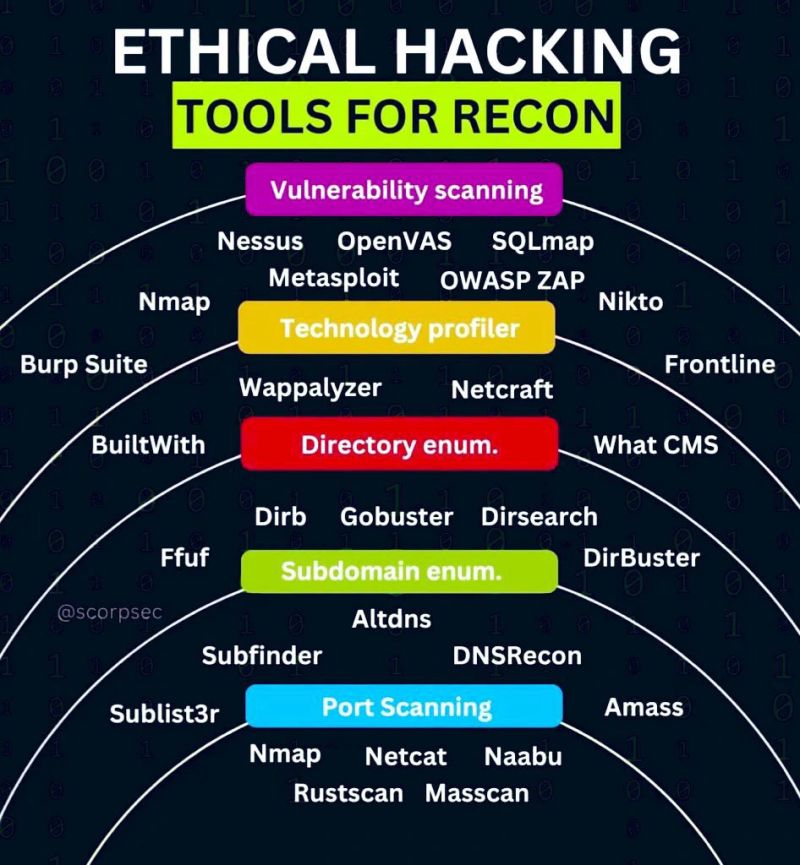 ETHICAL HACKING
TOOLS FOR RECON
Vulnerability scanning
Nessus OpenVAS SQLmap
Metasploit OWASP ZAP
Nmap Nikto
Technology profiler
Burp Suite Frontline
Wappalyzer Netcraft
BuiltWith Directory enum. What CMS
Dirb Gobuster Dirsearch
Ffuf DirBuster
Subdomain enum.
@scorpsec
Altdns
Subfinder DNSRecon
Sublist3r Port Scanning Amass
Nmap Netcat Naabu
Rustscan Masscan